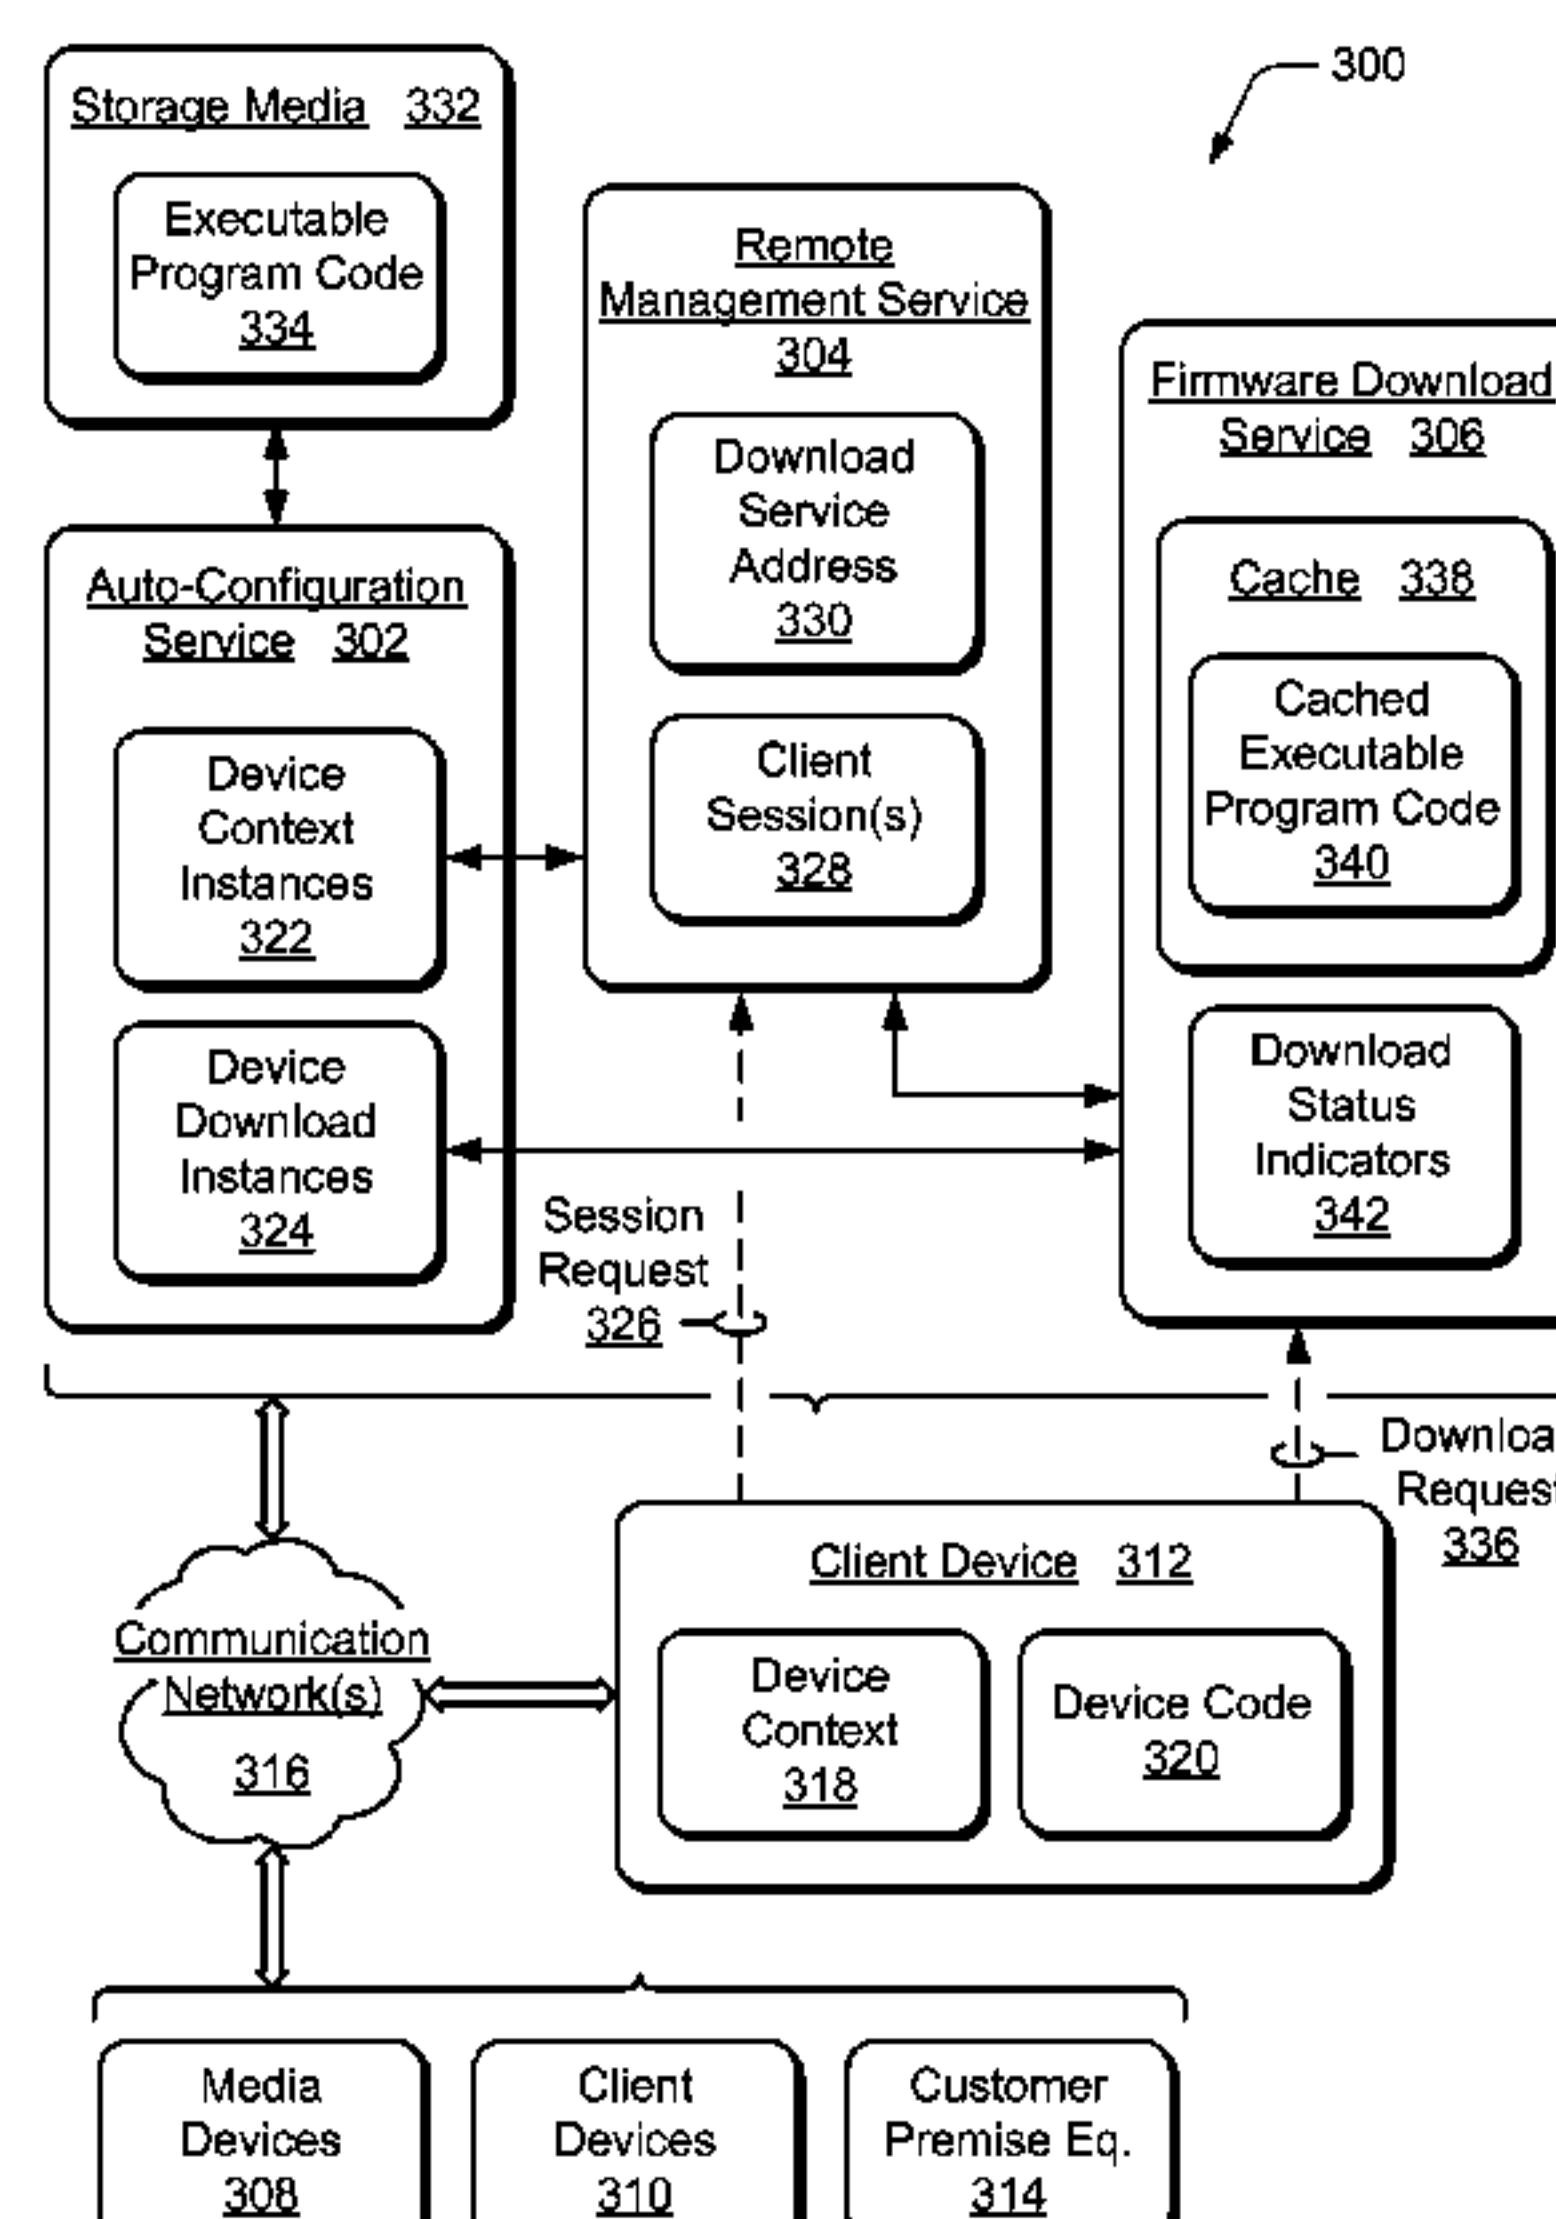 300
Storage Media 332
Executable
Program Code
334
Remote
Management Service
304
Download
Service
Address
330
Client
Session(s)
328
Firmware Download
Service 306
Cache 338
Cached
Executable
Program Code
340
Download
Status
Indicators
342
Auto-Configuration
Service 302
Device
Context
Instances
322
Device
Download
Instances
324
Session
Request
326
Downloa
Request
336
Client Device 312
Device
Context
318
Device Code
320
Communication
Network(s)
316
Media
Devices
308
Client
Devices
310
Customer
Premise Eq.
314